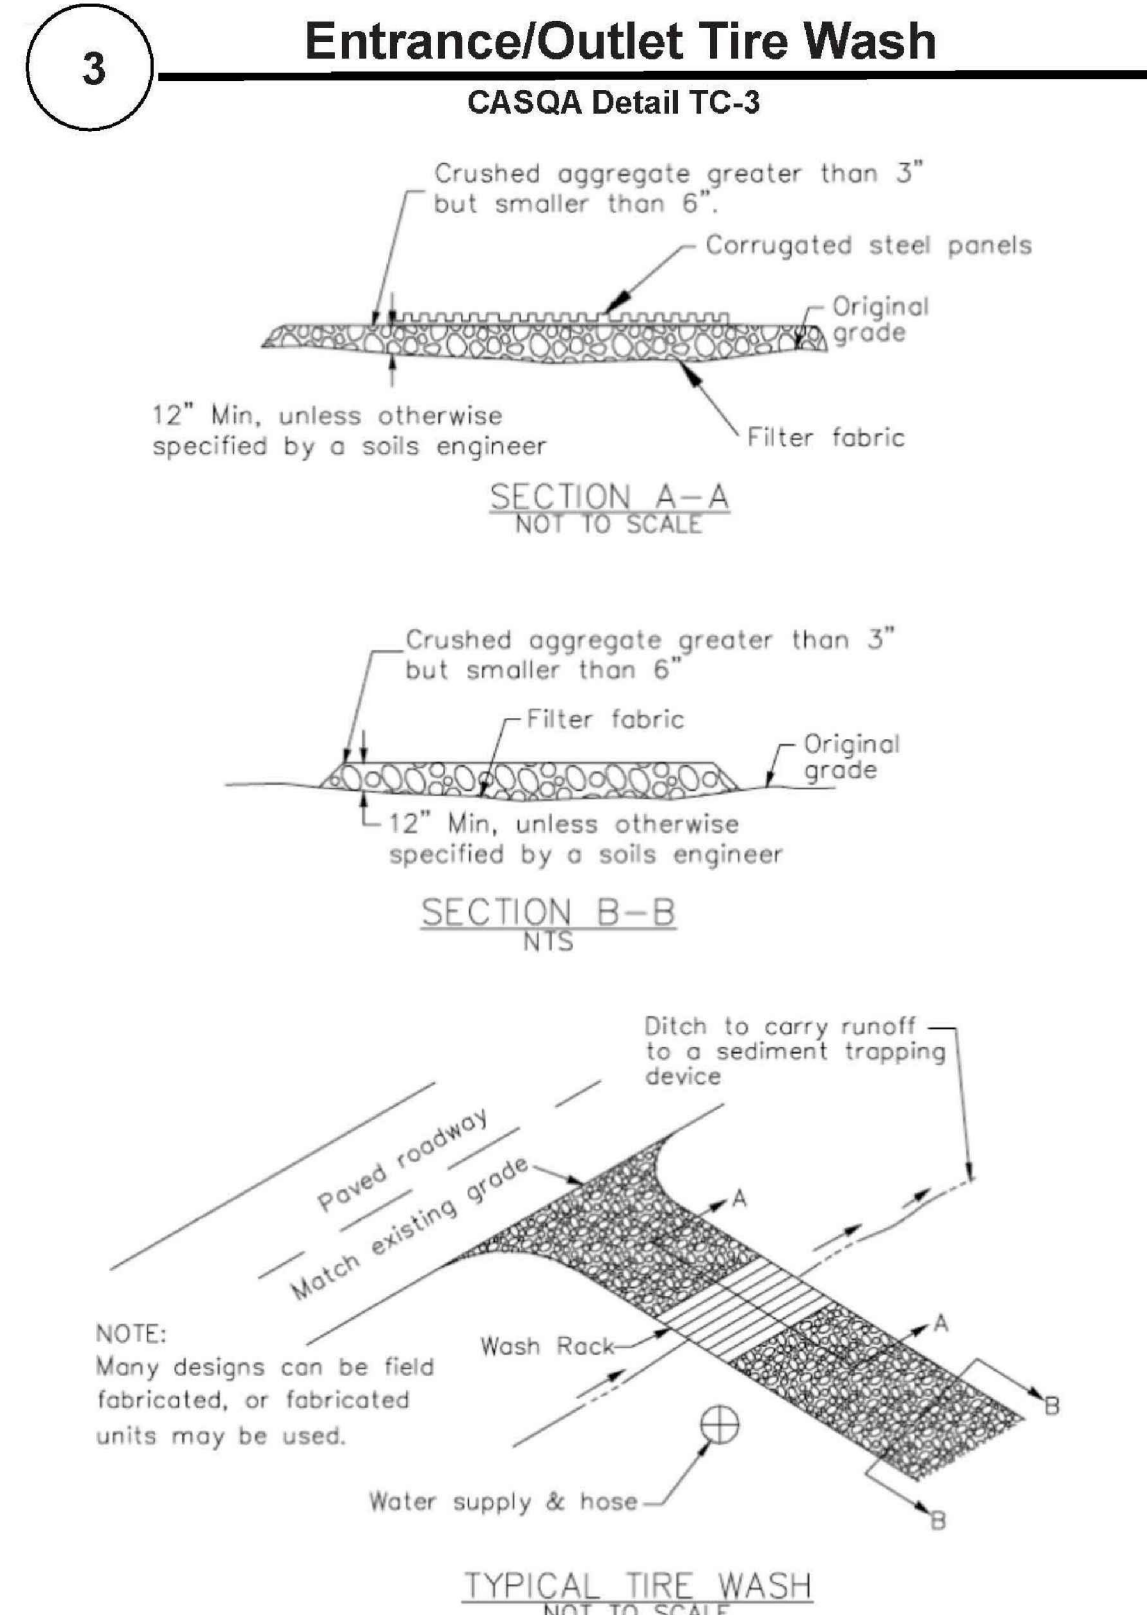 3
Entrance/Outlet Tire Wash
CASQA Detail TC-3
Crushed aggregate greater than 3"
but smaller than 6".
Corrugated steel panels
Original
grade
12" Min, unless otherwise
specified by a soils engineer
Filter fabric
SECTION A-A
NOT TO SCALE
Crushed aggregate greater than 3"
but smaller than 6"
Filter fabric
Original
grade
12" Min, unless otherwise
specified by a soils engineer
SECTION B-B
NTS
Ditch to carry runoff
to a sediment trapping
device
Paved roadway
Match existing grade
A
A
NOTE:
Many designs can be field
fabricated, or fabricated
units may be used.
Wash Rack
B
B
Water supply & hose
TYPICAL TIRE WASH
NOT TO SCALE